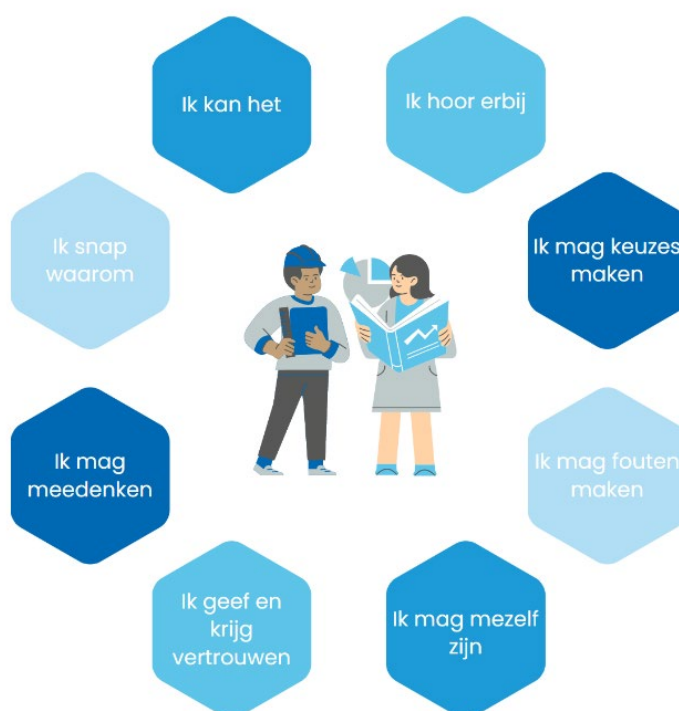 Ik kan het
Ik hoor erbij
Ik snap
waarom
Ik mag keuzes
maken
Ik mag
meedenken
Ik mag fouten
maken
Ik geef en
krijg
vertrouwen
Ik mag mezelf
zijn